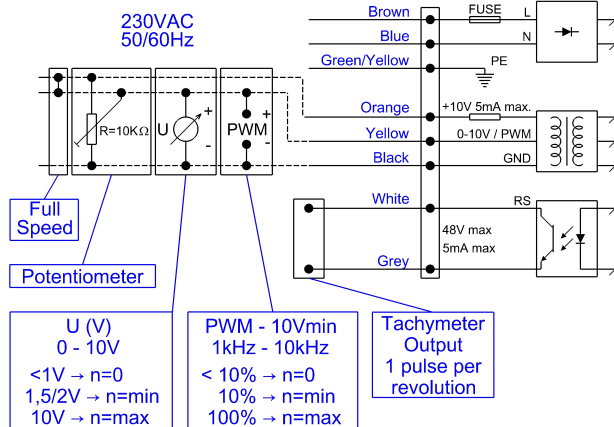 230VAC
50/60Hz
Brown
FUSE
L
Blue
N
Green/Yellow
PE
Orange
+10V 5mA max.
Yellow
0-10V / PWM
Black
GND
R=10KΩ
U
+
-
PWM
+
-
White
RS
48V max
5mA max
Grey
Full
Speed
Potentiometer
U (V)
0 - 10V
<1V → n=0
1,5/2V → n=min
10V → n=max
PWM - 10Vmin
1kHz - 10kHz
< 10% → n=0
10% → n=min
100% → n=max
Tachymeter
Output
1 pulse per
revolution